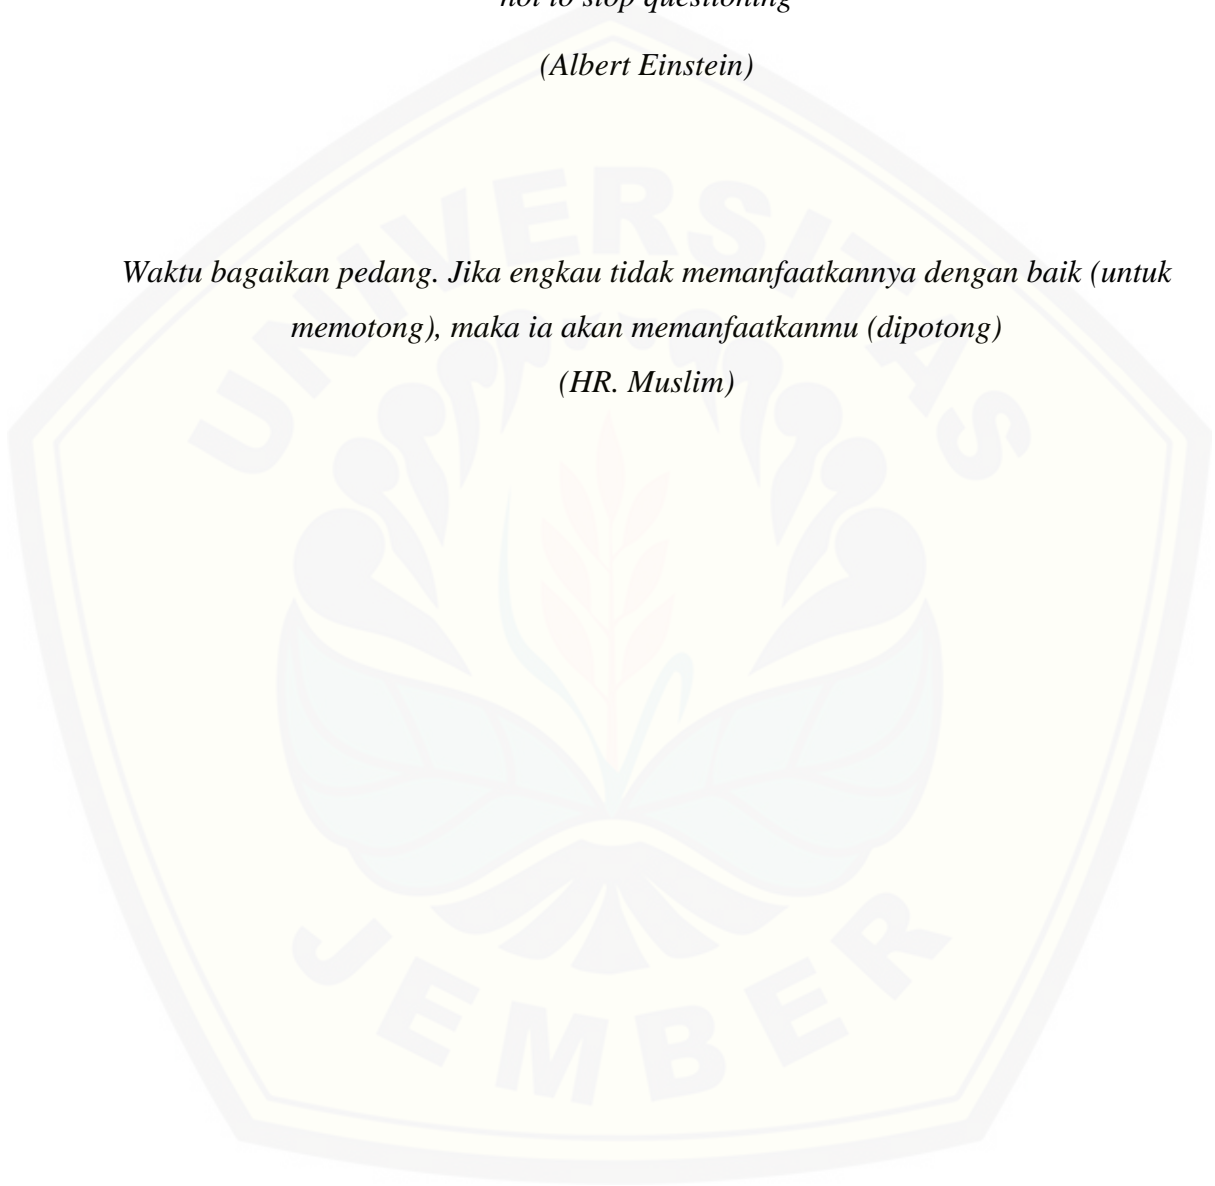 not to stop questioning
(Albert Einstein)
Waktu bagaikan pedang. Jika engkau tidak memanfaatkannya dengan baik (untuk
memotong), maka ia akan memanfaatkanmu (dipotong)
(HR. Muslim)
UNIVERSITAS
JEMBER